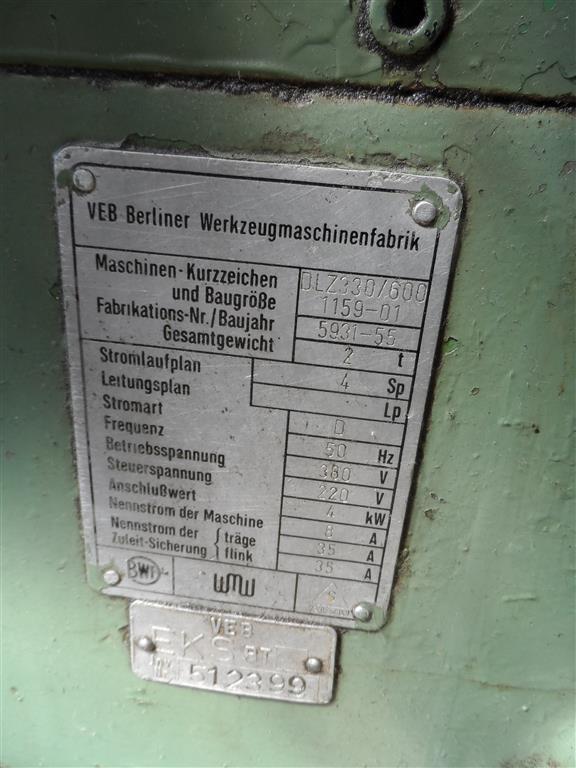 VEB Berliner Werkzeugmaschinenfabrik
Maschinen-Kurzzeichen und Baugröße DLZ330/600 1159-01
Fabrikations-Nr./Baujahr 5931-55
Gesamtgewicht 2 t
Stromlaufplan 4 Sp
Leitungsplan Lp
Stromart D
Frequenz 50 Hz
Betriebsspannung 380 V
Steuerspannung 220 V
Anschlußwert 4 kW
Nennstrom der Maschine 8 A
Nennstrom der Zuleit-Sicherung { träge 35 A
flink 35 A
BWF WMW S
VEB
EKS BT
512399